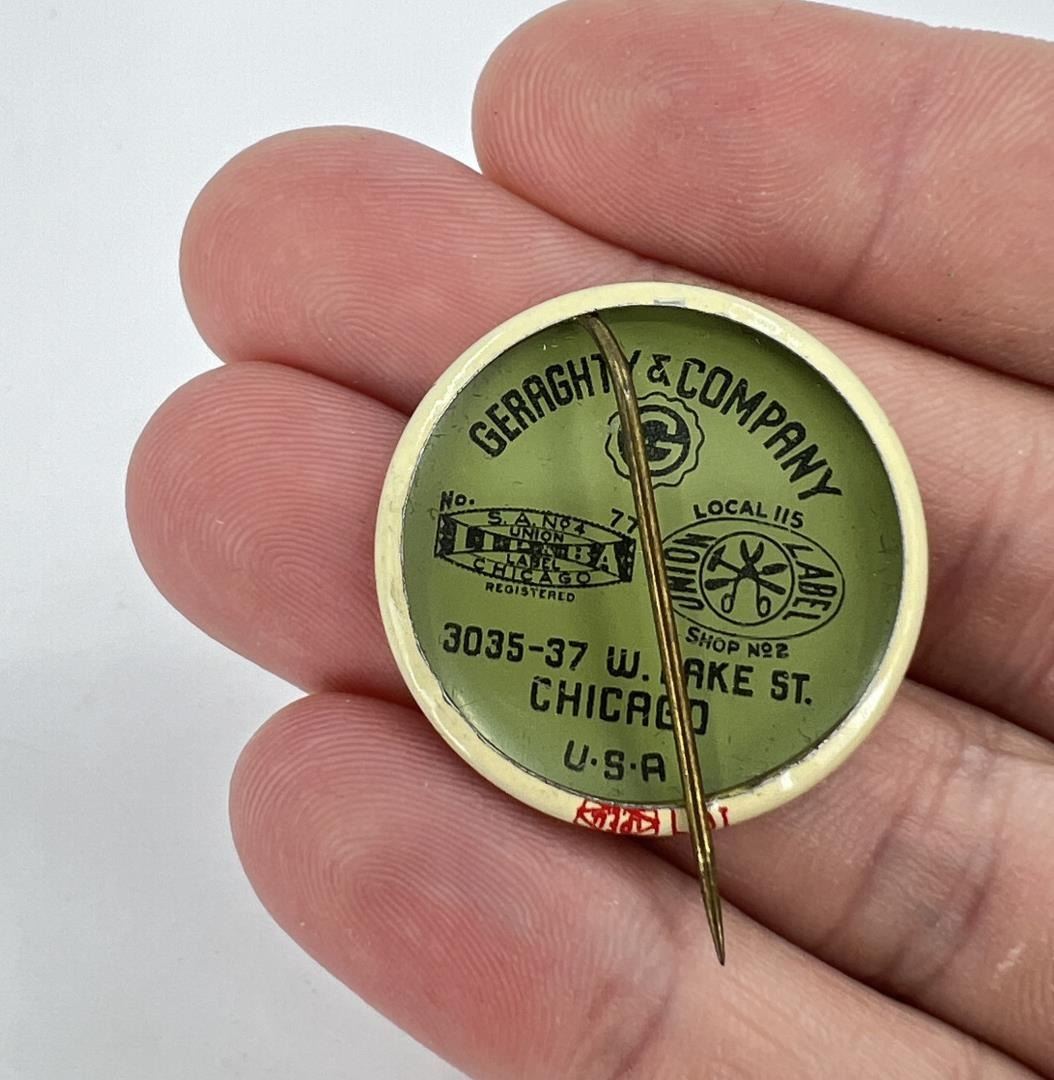 GERAGHTY & COMPANY
G
No. 77
S. A. No 4
UNION
LABEL
CHICAGO
REGISTERED
LOCAL 115
UNION LABEL
SHOP No 2
3035-37 W. LAKE ST.
CHICAGO
U·S·A